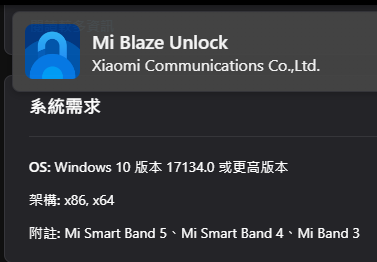 Mi Blaze Unlock
Xiaomi Communications Co.,Ltd.
系統需求
OS: Windows 10 版本 17134.0 或更高版本
架構: x86, x64
附註: Mi Smart Band 5、Mi Smart Band 4、Mi Band 3